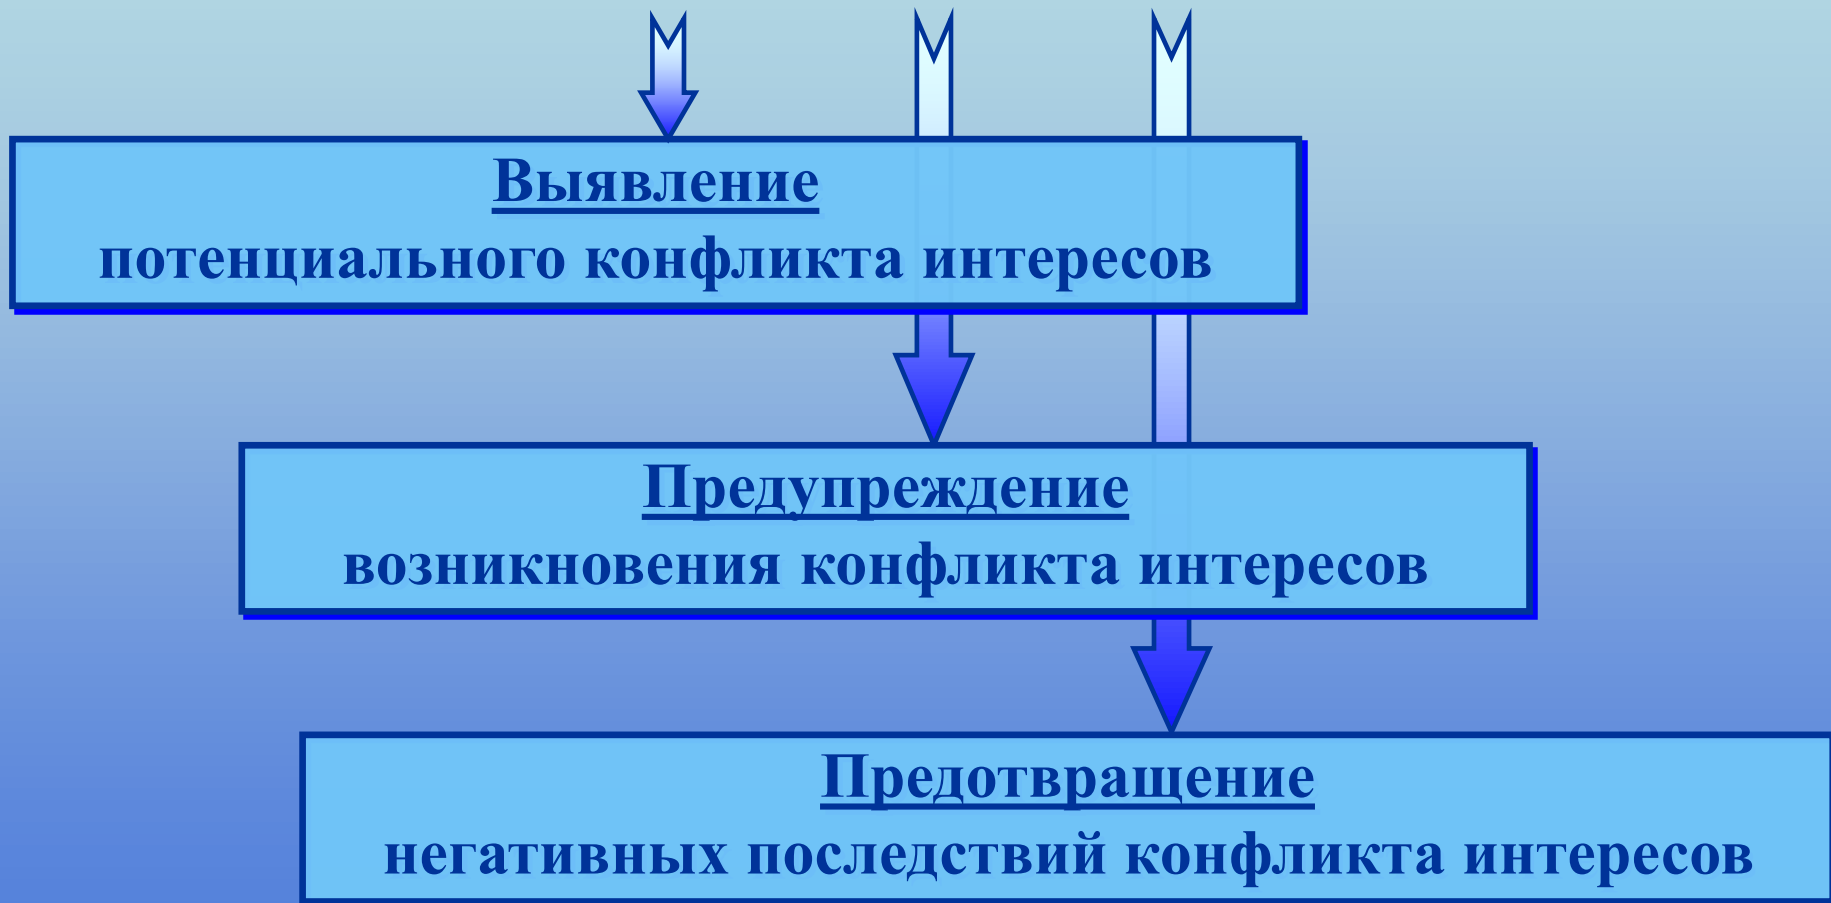 Выявление
потенциального конфликта интересов
Предупреждение
возникновения конфликта интересов
Предотвращение
негативных последствий конфликта интересов